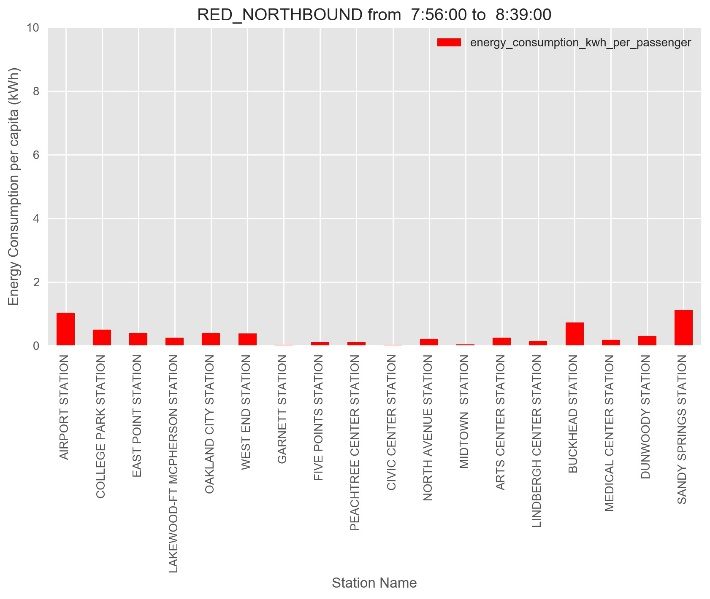 RED_NORTHBOUND from  7:56:00 to  8:39:00
energy_consumption_kwh_per_passenger
Energy Consumption per capita (kWh)
10
8
6
4
2
0
AIRPORT STATION
COLLEGE PARK STATION
EAST POINT STATION
LAKEWOOD-FT MCPHERSON STATION
OAKLAND CITY STATION
WEST END STATION
GARNETT STATION
FIVE POINTS STATION
PEACHTREE CENTER STATION
CIVIC CENTER STATION
NORTH AVENUE STATION
MIDTOWN  STATION
ARTS CENTER STATION
LINDBERGH CENTER STATION
BUCKHEAD STATION
MEDICAL CENTER STATION
DUNWOODY STATION
SANDY SPRINGS STATION
Station Name